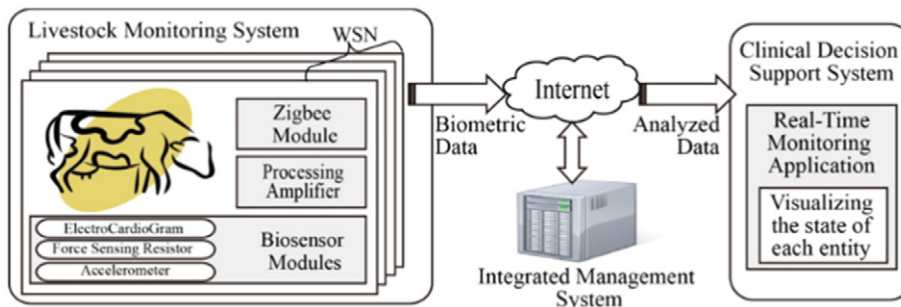 Livestock Monitoring System
WSN
Zigbee
Module
Processing
Amplifier
ElectroCardioGram
Force Sensing Resistor
Accelerometer
Biosensor
Modules
Biometric
Data
Internet
Analyzed
Data
Integrated Management
System
Clinical Decision
Support System
Real-Time
Monitoring
Application
Visualizing
the state of
each entity